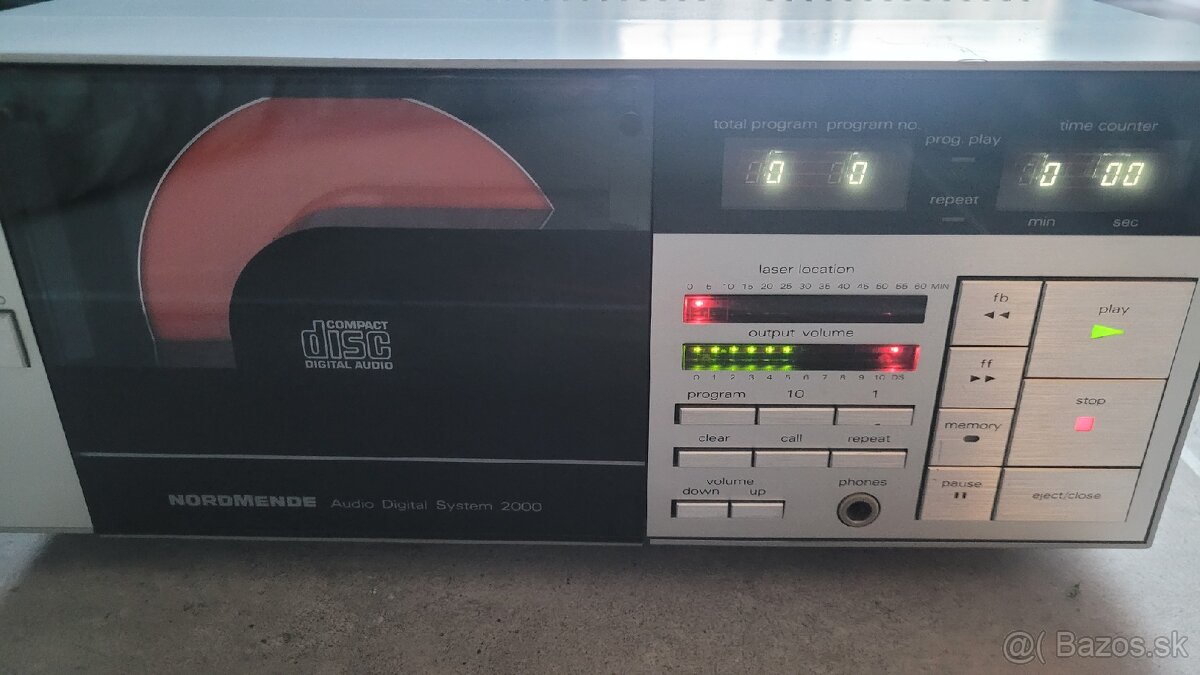 total program program no. time counter
prog. play
0 0 0 00
repeat
min sec
laser location
0 5 10 15 20 25 30 35 40 45 50 55 60 MIN
output volume
0 1 2 3 4 5 6 7 8 9 10 DS
program 10 1
clear call repeat
volume
down up
phones
fb
play
ff
stop
memory
pause
eject/close
COMPACT
disc
DIGITAL AUDIO
NORDMENDE Audio Digital System 2000
@( Bazos.sk